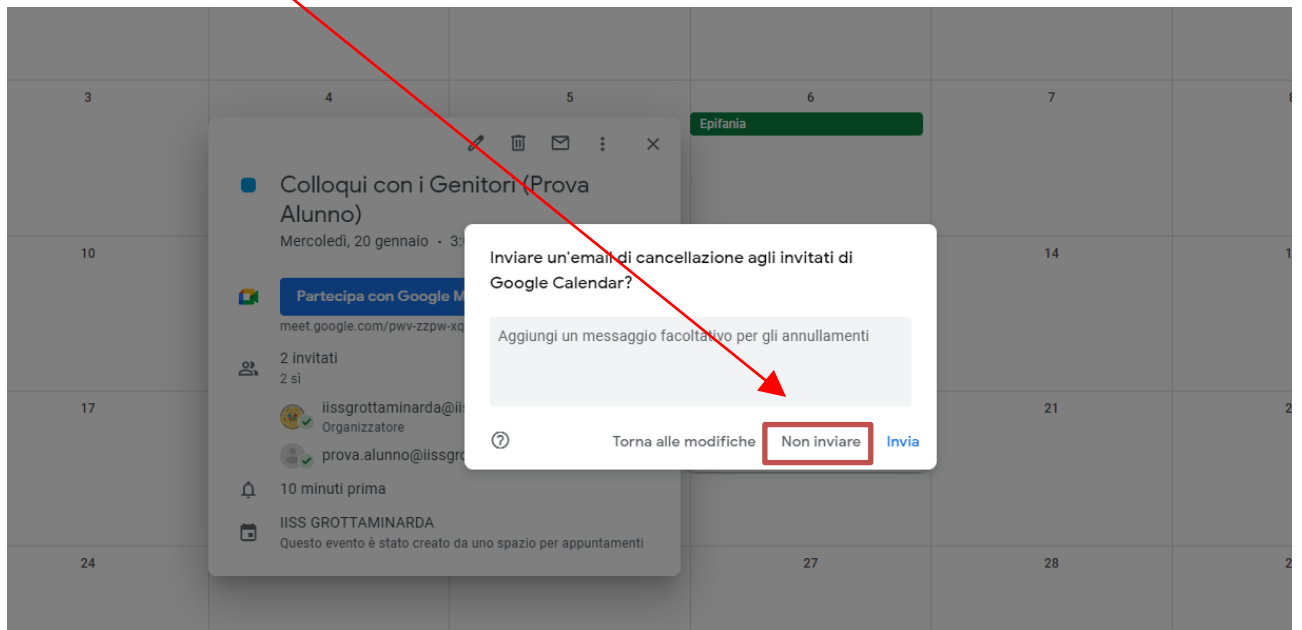 3 4 5 6 7
Epifania
Colloqui con i Genitori (Prova
Alunno)
Mercoledì, 20 gennaio · 3:
10 14
Inviare un'email di cancellazione agli invitati di
Google Calendar?
Partecipa con Google M
meet.google.com/pwv-zzpw-xq
Aggiungi un messaggio facoltativo per gli annullamenti
2 invitati
2 sì
17 21
iissgrottaminarda@ii
Organizzatore
prova.alunno@iissgro
Torna alle modifiche Non inviare Invia
10 minuti prima
IISS GROTTAMINARDA
Questo evento è stato creato da uno spazio per appuntamenti
24 27 28